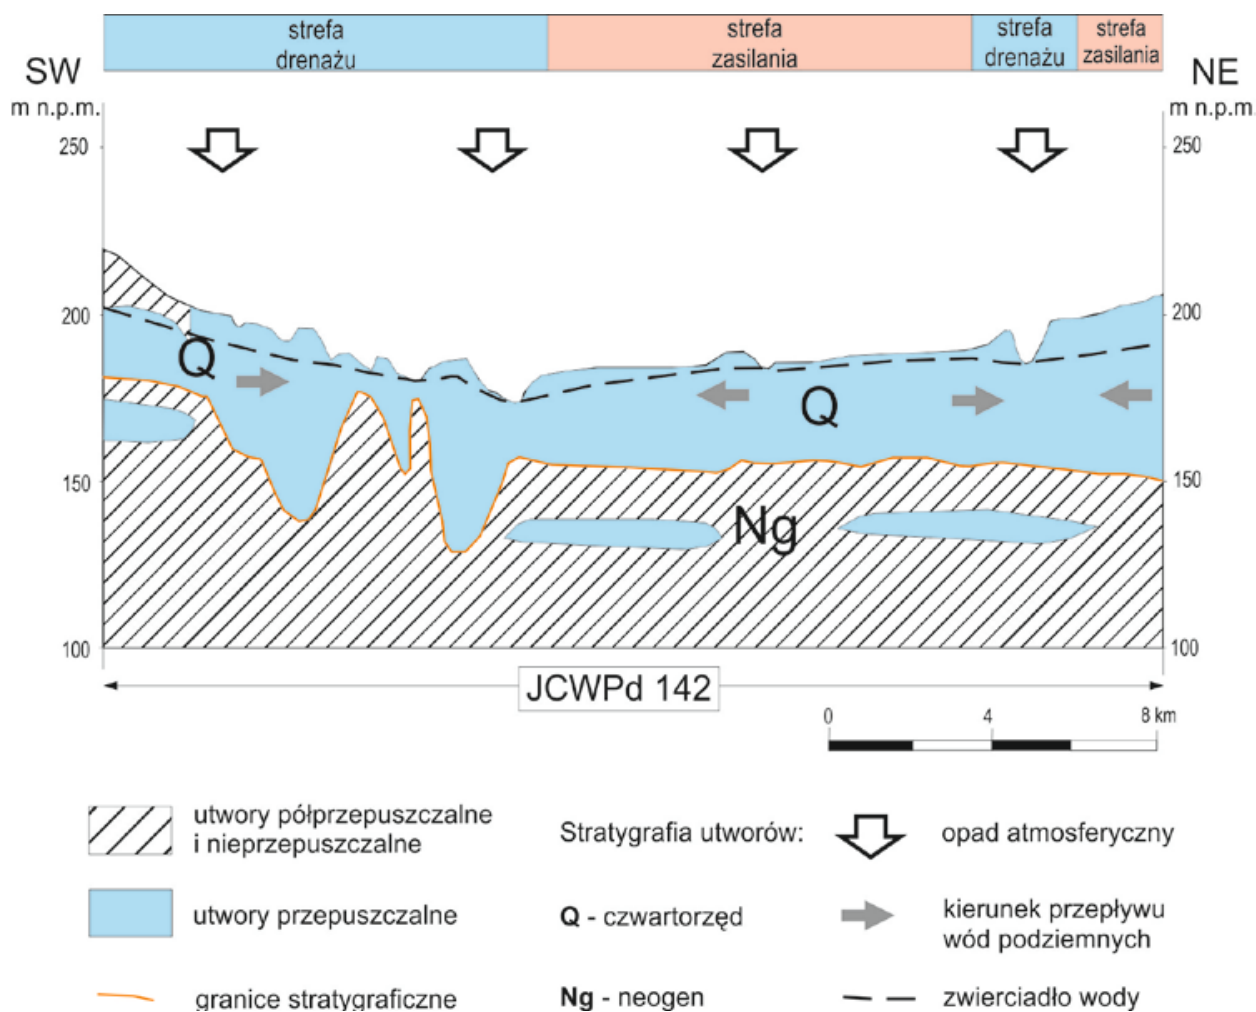 strefa
drenażu
strefa
zasilania
strefa
drenażu
strefa
zasilania
SW
NE
m n.p.m.
m n.p.m.
250
250
200
200
Q
Q
150
150
Ng
100
100
JCWPd 142
0 4 8 km
utwory półprzepuszczalne
i nieprzepuszczalne
Stratygrafia utworów:
opad atmosferyczny
utwory przepuszczalne
Q - czwartorzęd
kierunek przepływu
wód podziemnych
granice stratygraficzne
Ng - neogen
zwierciadło wody